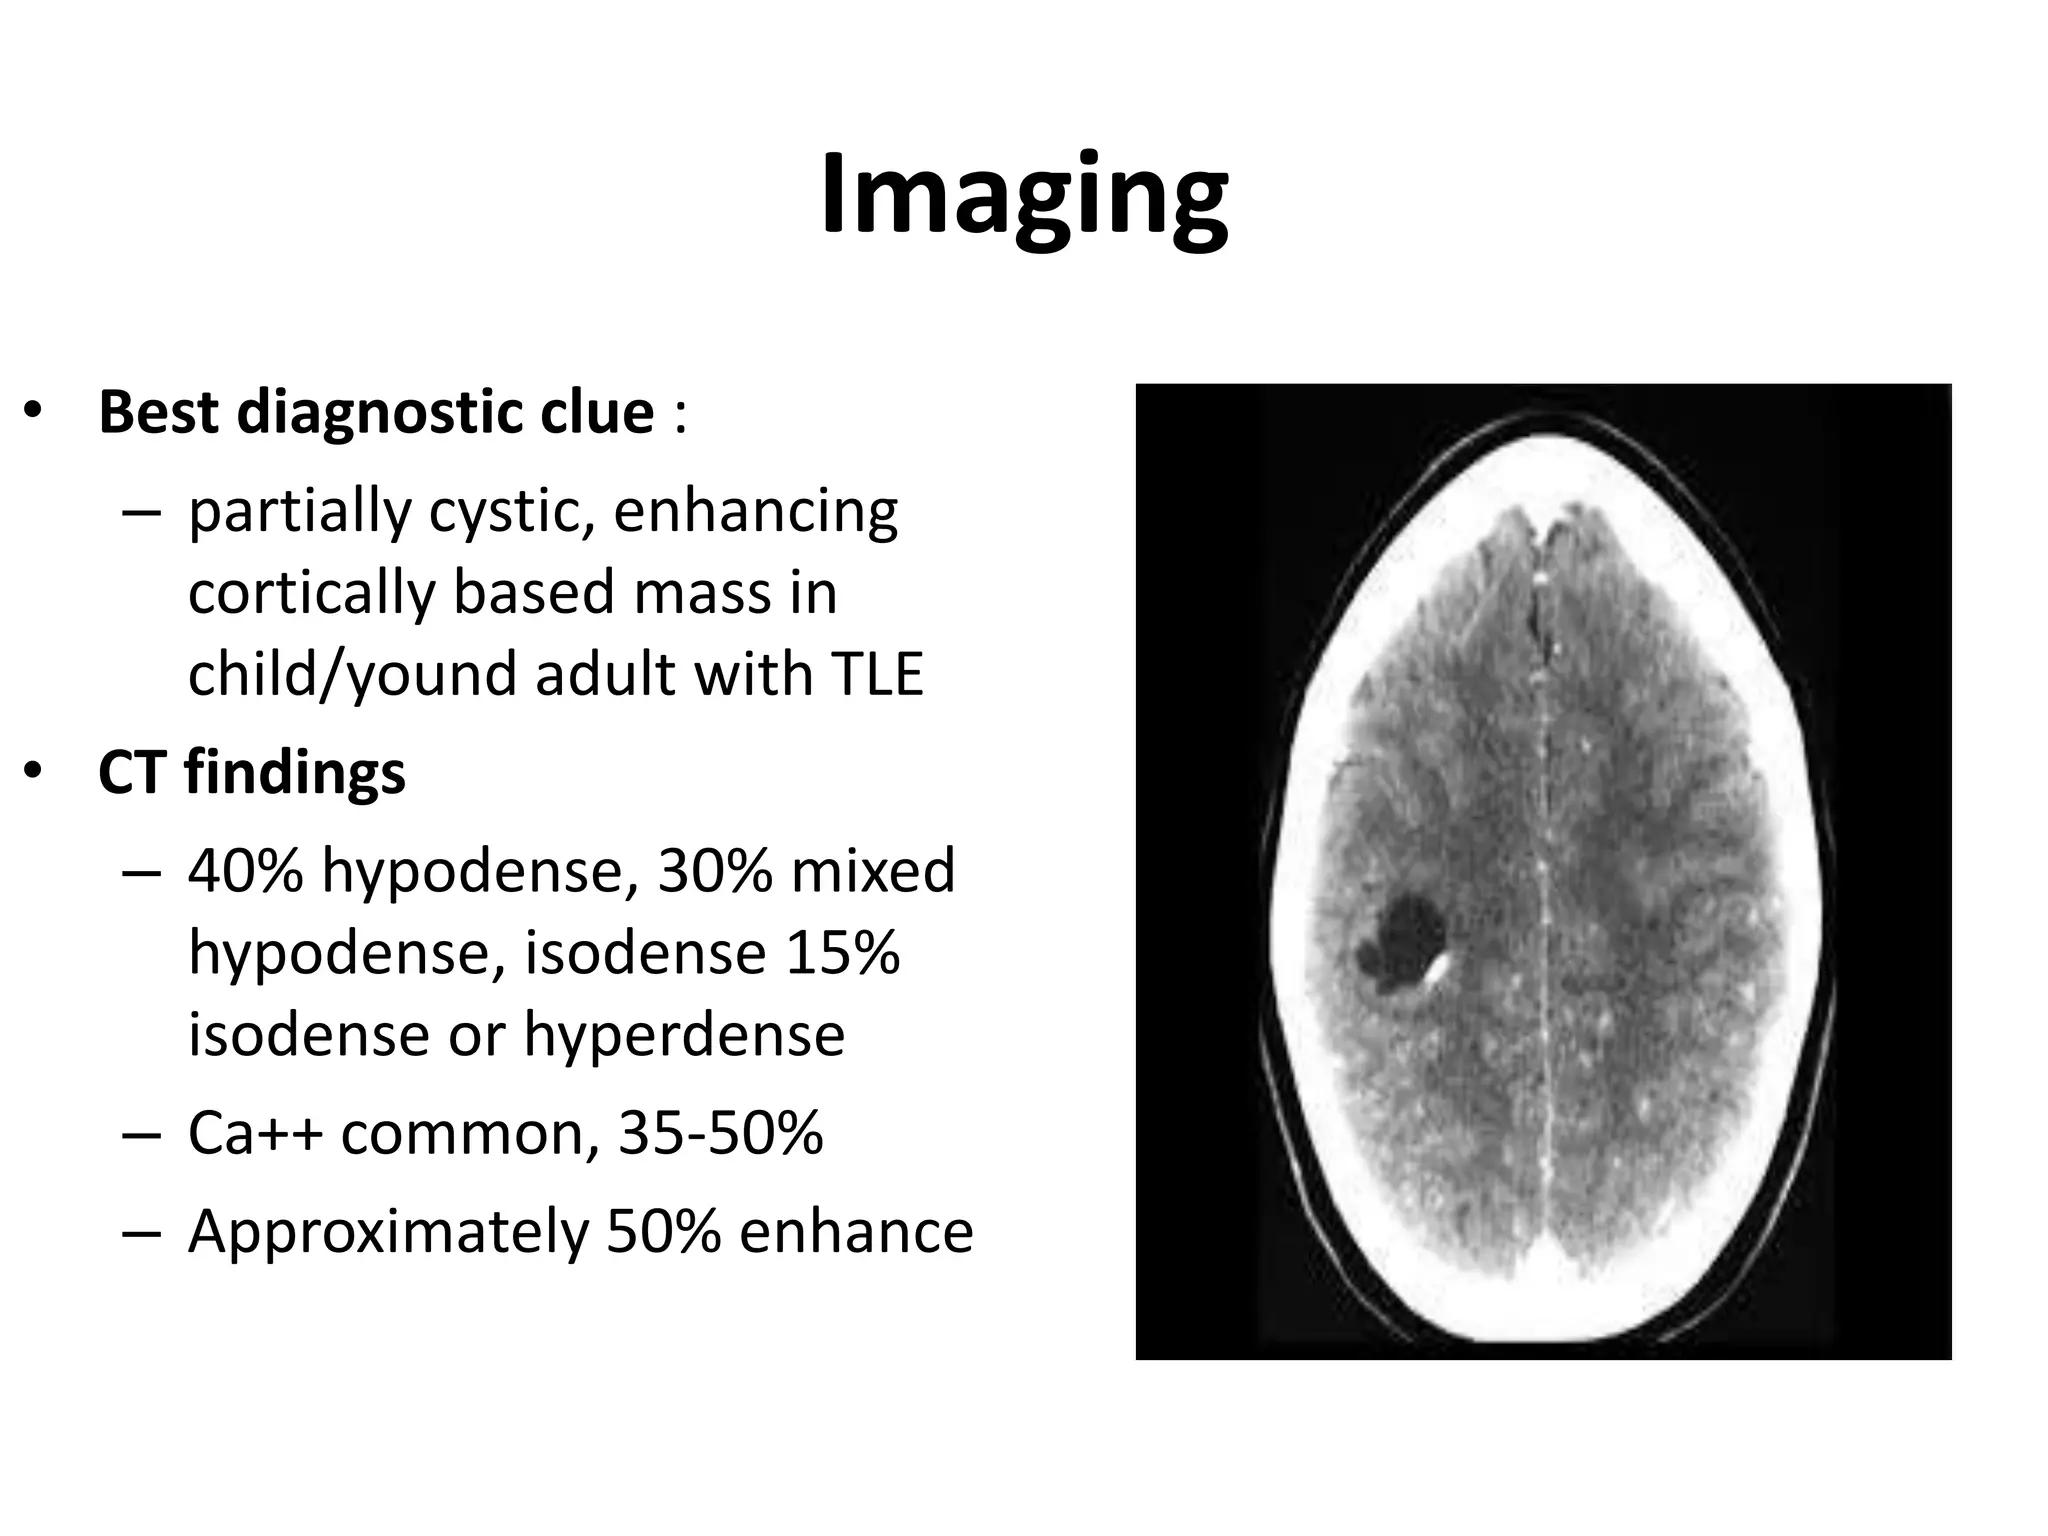 Imaging
• Best diagnostic clue :
– partially cystic, enhancing
cortically based mass in
child/yound adult with TLE
• CT findings
– 40% hypodense, 30% mixed
hypodense, isodense 15%
isodense or hyperdense
– Ca++ common, 35-50%
– Approximately 50% enhance